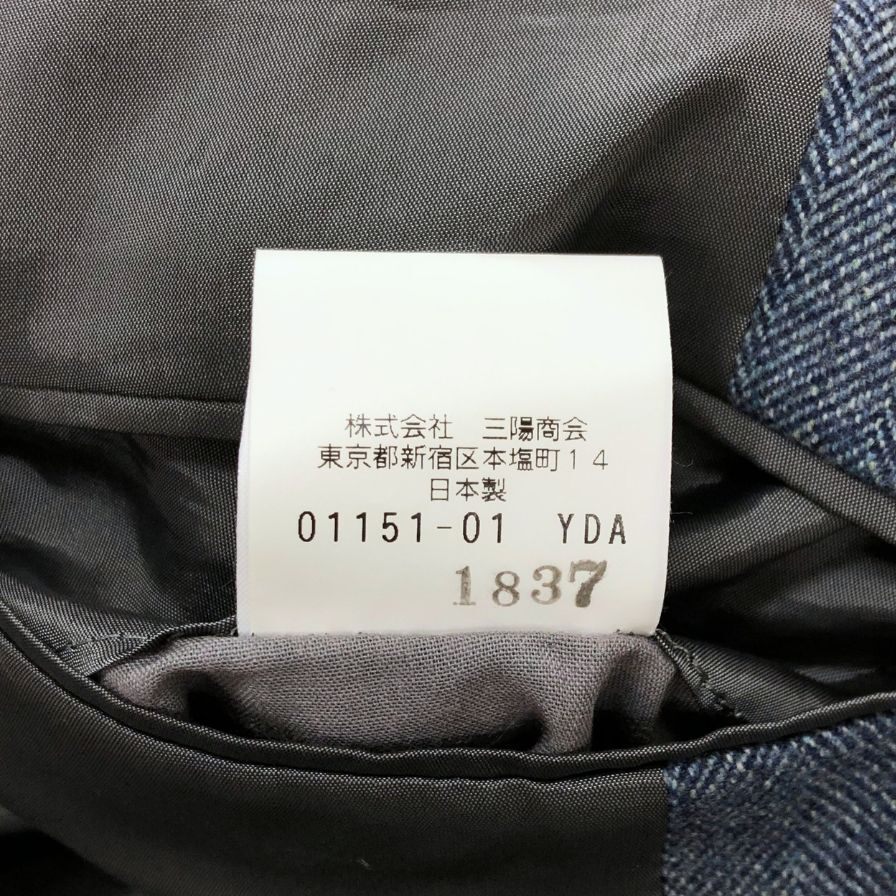 株式会社　三陽商会
東京都新宿区本塩町１４
日本製
01151-01 YDA
1837